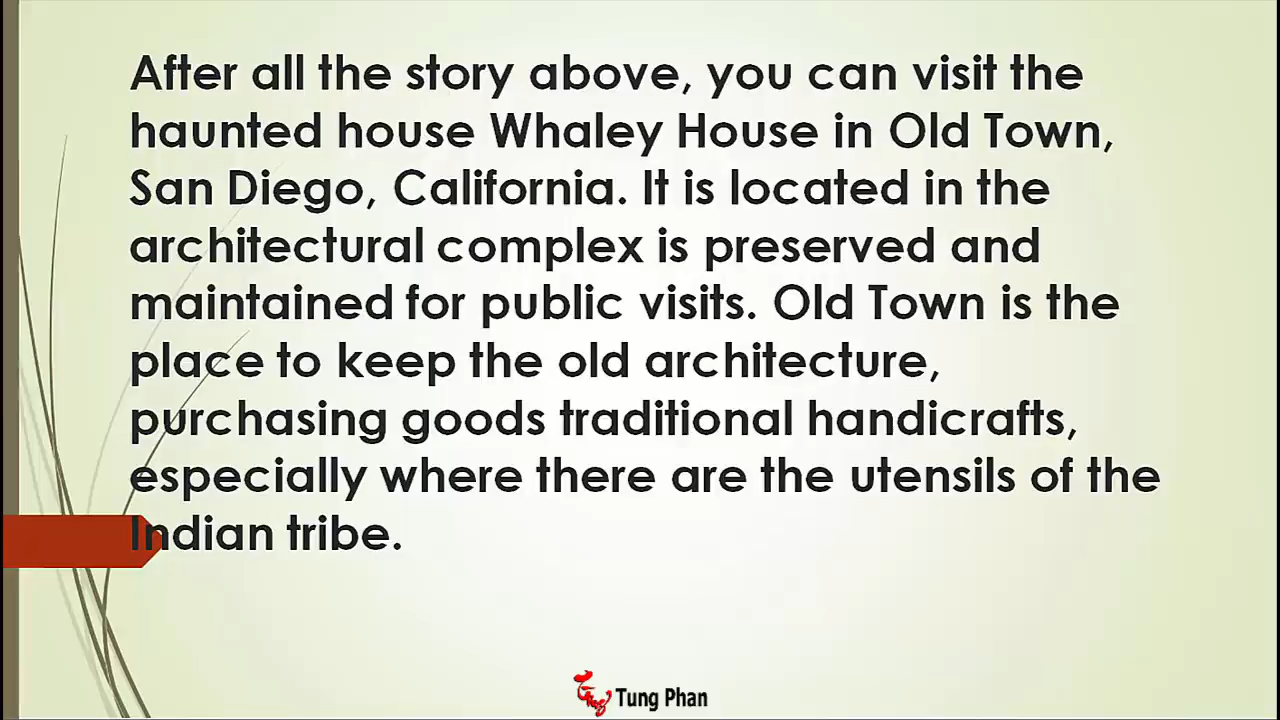 After all the story above, you can visit the
haunted house Whaley House in Old Town,
San Diego, California. It is located in the
architectural complex is preserved and
maintained for public visits. Old Town is the
place to keep the old architecture,
purchasing goods traditional handicrafts,
especially where there are the utensils of the
Indian tribe.
Tung Phan